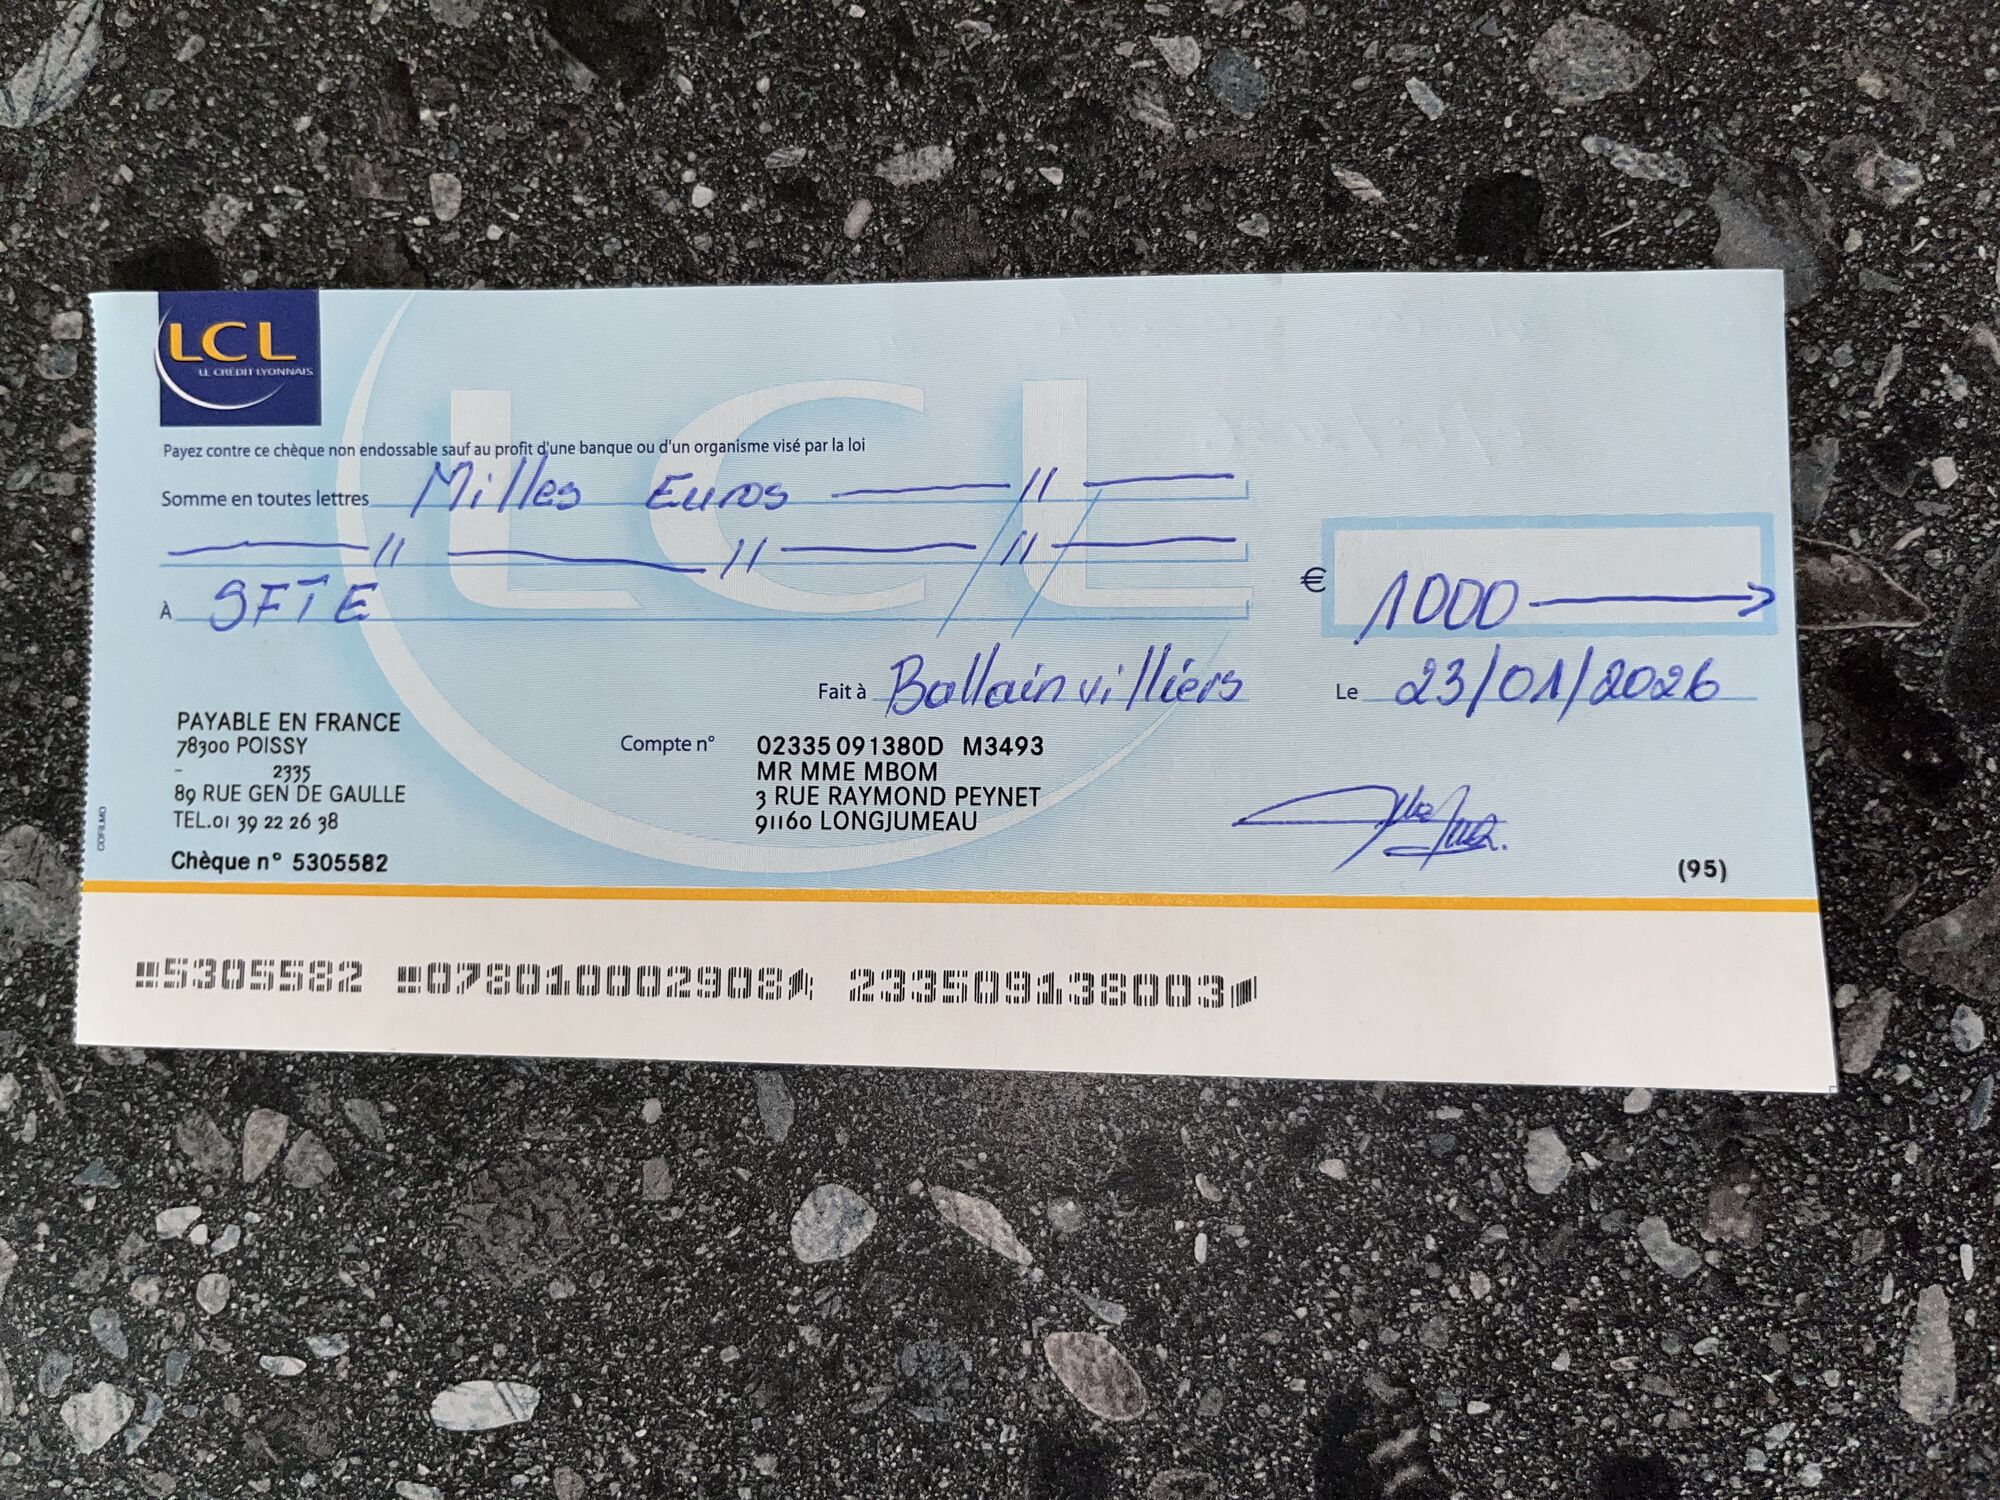 LCL
LE CRÉDIT LYONNAIS
Payez contre ce chèque non endossable sauf au profit d'une banque ou d'un organisme visé par la loi
Somme en toutes lettres Milles Euros
À SFTE
€ 1000
Fait à Ballainvilliers Le 23/01/2026
PAYABLE EN FRANCE
78300 POISSY
- 2335
89 RUE GEN DE GAULLE
TEL.01 39 22 26 38
Chèque n° 5305582
Compte n° 02335 091380D M3493
MR MME MBOM
3 RUE RAYMOND PEYNET
91160 LONGJUMEAU
(95)
COFILMO
5305582 078010002908 233509138003